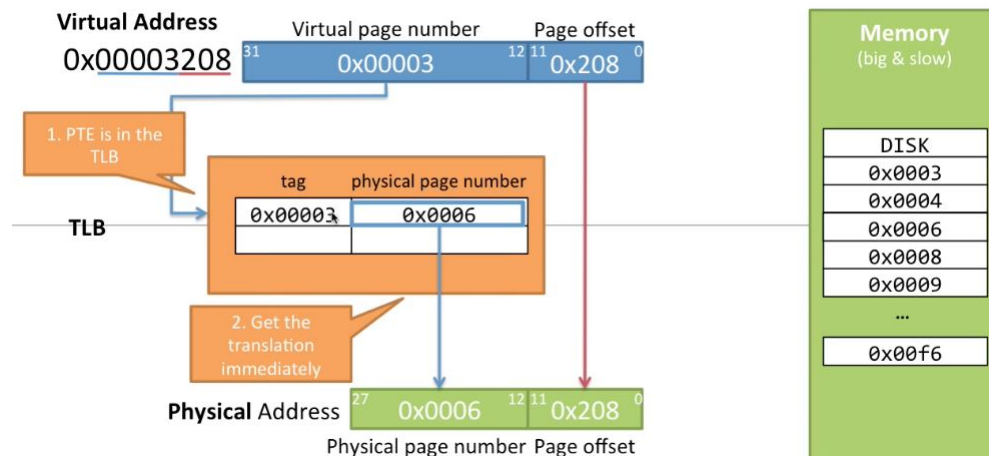 Virtual Address
0x00003208
Virtual page number
Page offset
31
0x00003
12
11
0x208
0
1. PTE is in the
TLB
TLB
tag
physical page number
0x00003
0x0006
2. Get the
translation
immediately
Physical Address
27
0x0006
12
11
0x208
0
Physical page number
Page offset
Memory
(big & slow)
DISK
0x0003
0x0004
0x0006
0x0008
0x0009
...
0x00f6